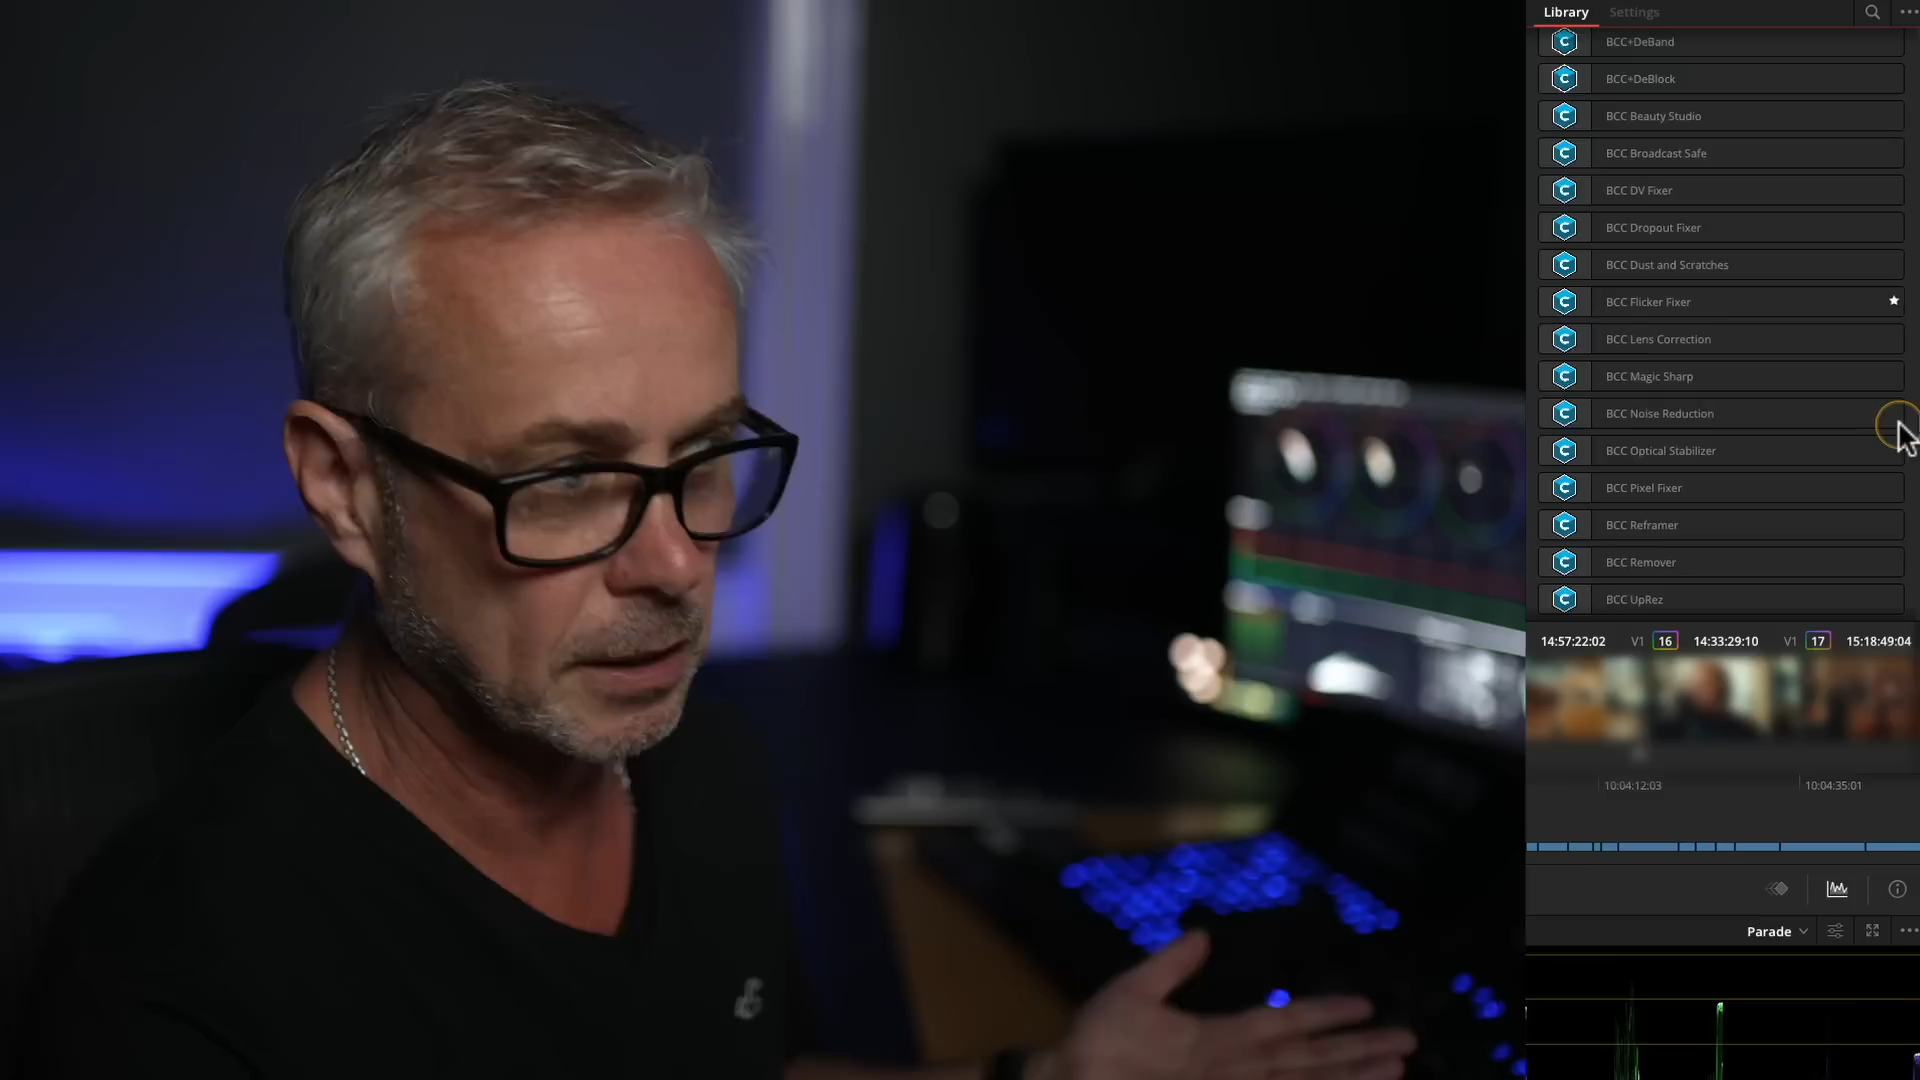 Library Settings
BCC+DeBand
BCC+DeBlock
BCC Beauty Studio
BCC Broadcast Safe
BCC DV Fixer
BCC Dropout Fixer
BCC Dust and Scratches
BCC Flicker Fixer
BCC Lens Correction
BCC Magic Sharp
BCC Noise Reduction
BCC Optical Stabilizer
BCC Pixel Fixer
BCC Reframer
BCC Remover
BCC UpRez
14:57:22:02 V1 16 14:33:29:10 V1 17 15:18:49:04
10:04:12:03 10:04:35:01
Parade